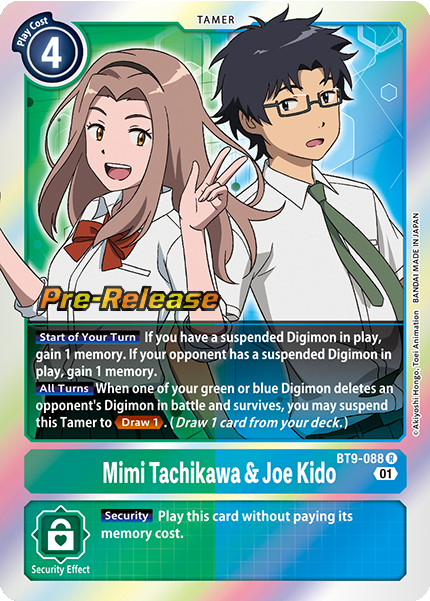 TAMER
Play Cost
4
Pre-Release
Start of Your Turn If you have a suspended Digimon in play,
gain 1 memory. If your opponent has a suspended Digimon in
play, gain 1 memory.
All Turns When one of your green or blue Digimon deletes an
opponent's Digimon in battle and survives, you may suspend
this Tamer to Draw 1. (Draw 1 card from your deck.)
©Akiyoshi Hongo, Toei Animation BANDAI MADE IN JAPAN
BT9-088 R
Mimi Tachikawa & Joe Kido
01
Security Play this card without paying its
memory cost.
Security Effect